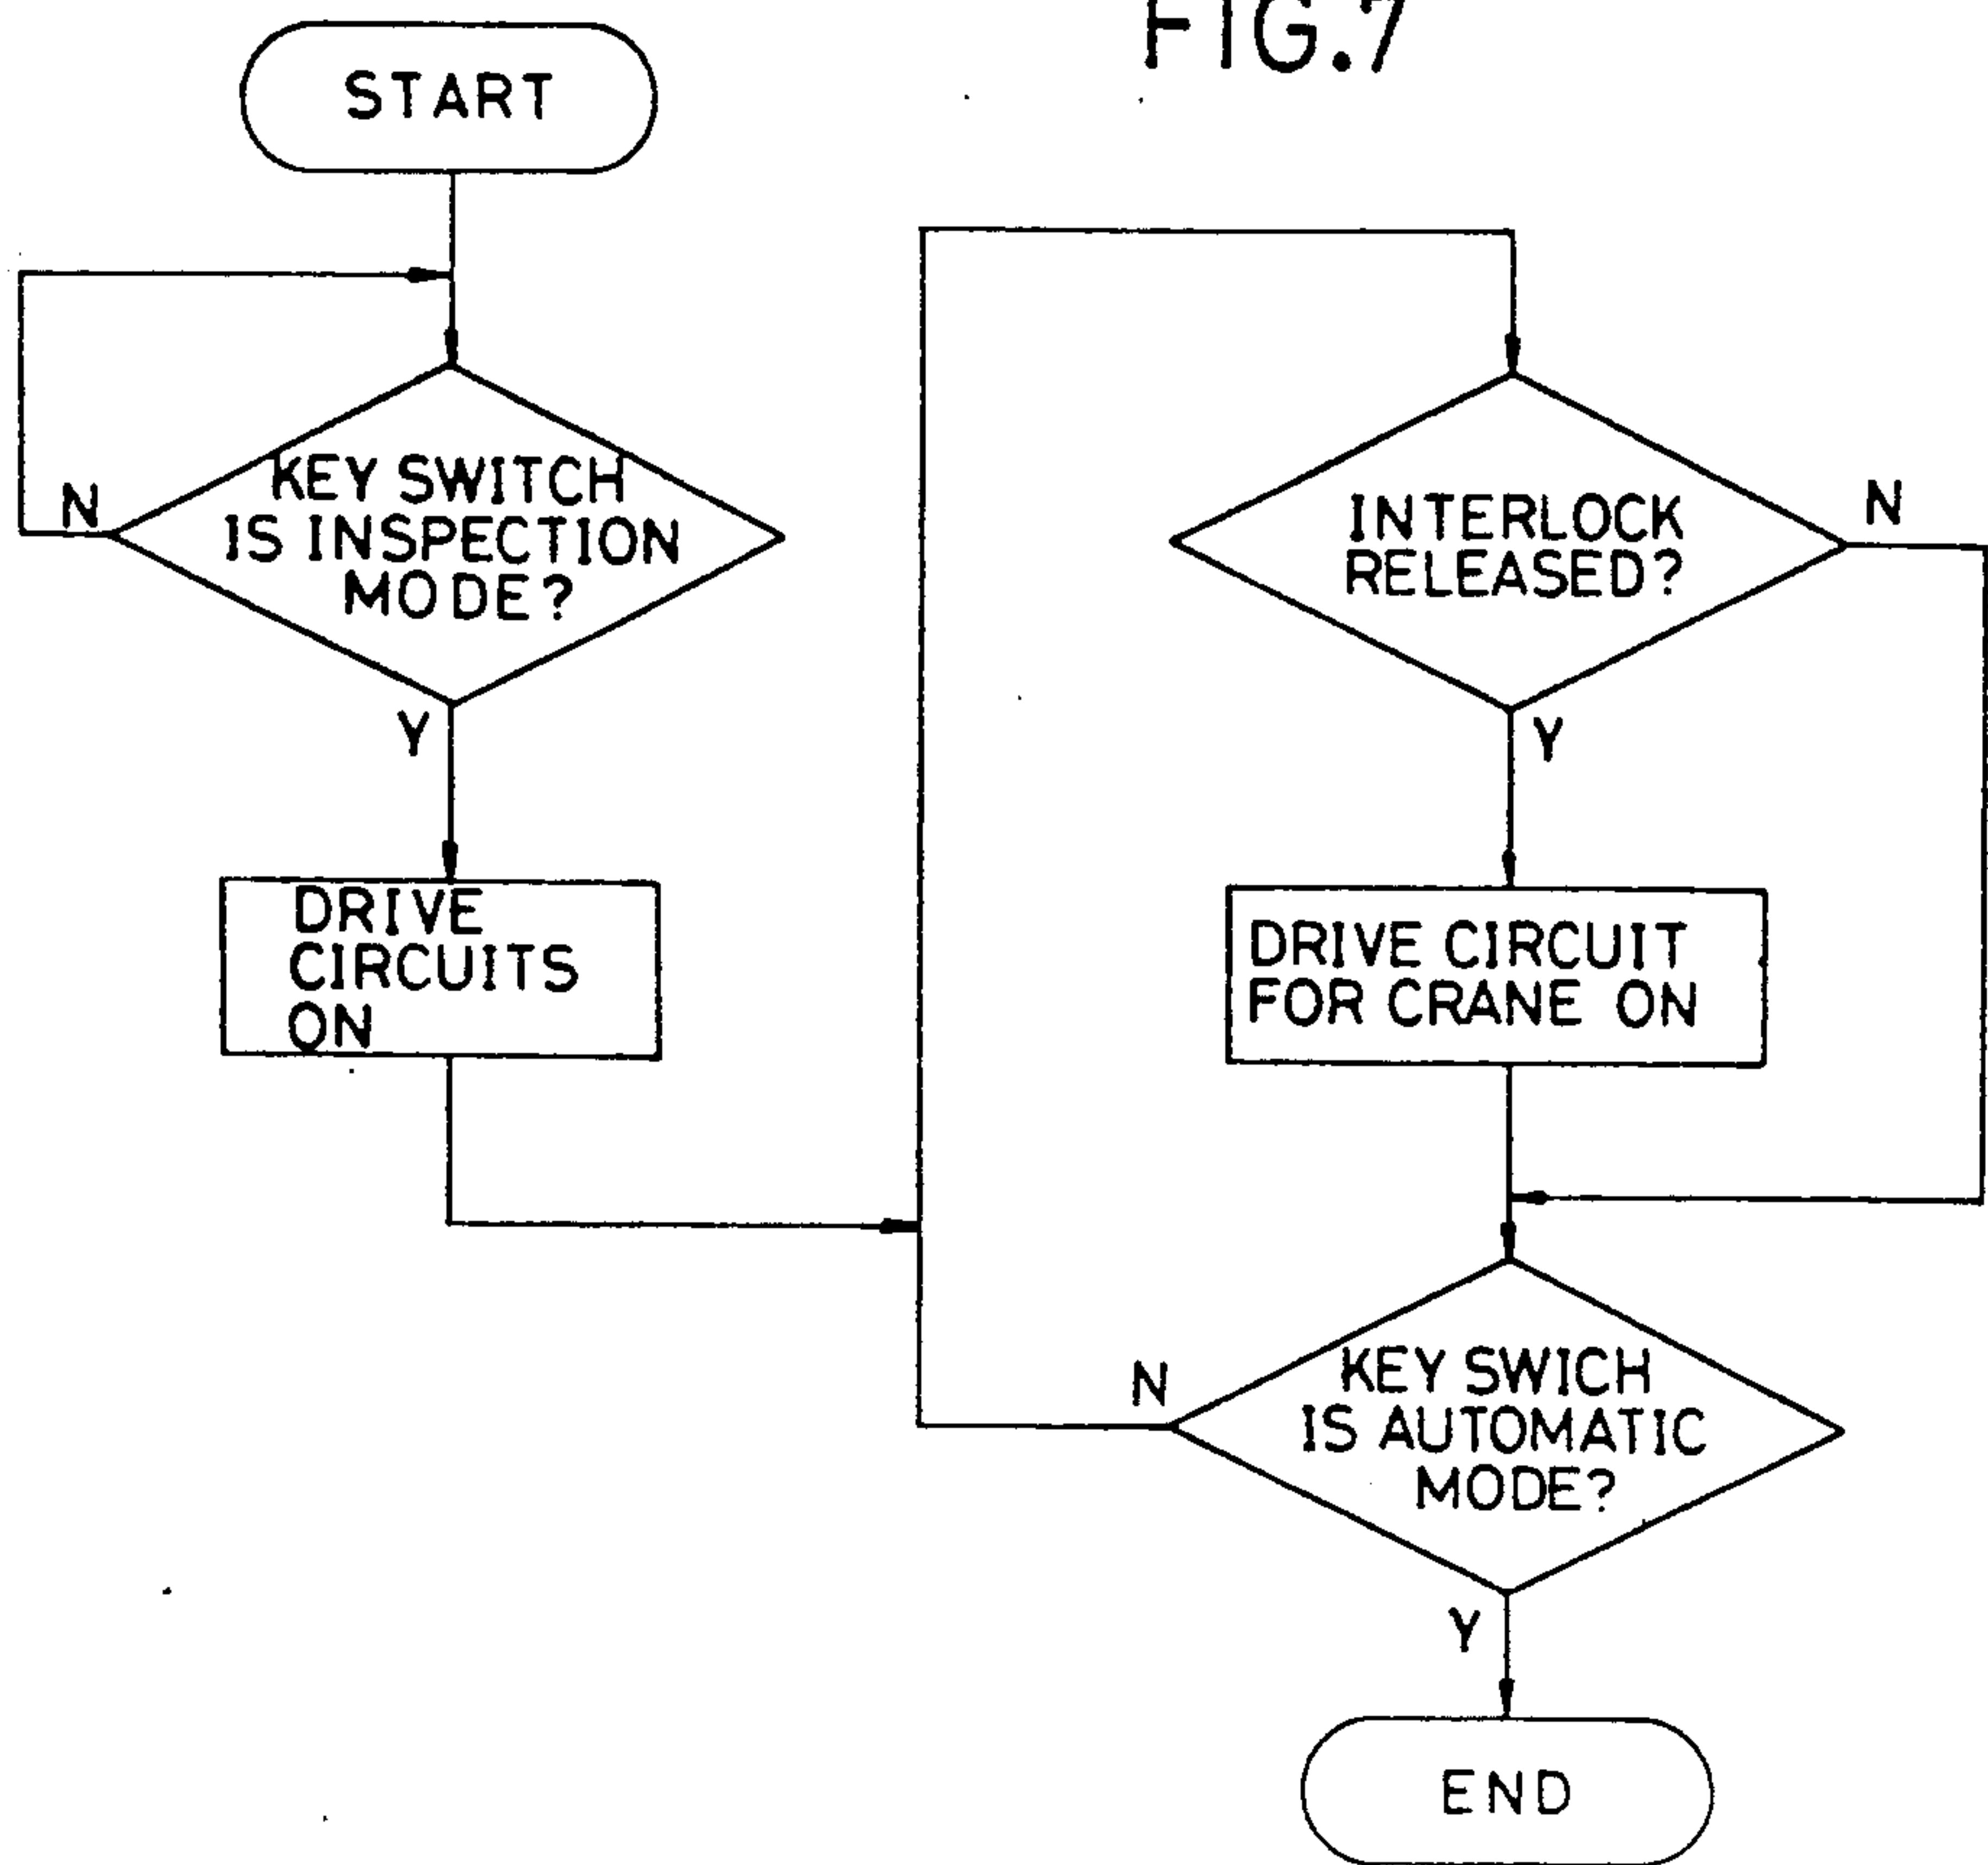 FIG.7
START
KEY SWITCH
IS INSPECTION
MODE?
N
Y
DRIVE
CIRCUITS
ON
INTERLOCK
RELEASED?
N
Y
DRIVE CIRCUIT
FOR CRANE ON
KEY SWICH
IS AUTOMATIC
MODE?
N
Y
END